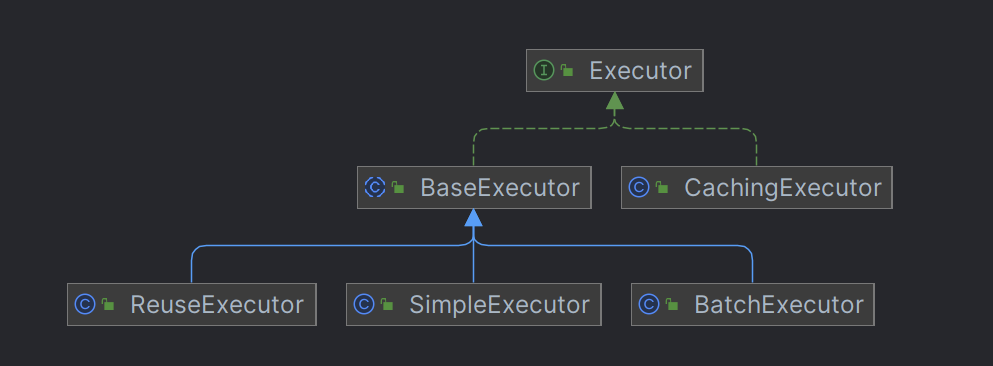 I Executor
C BaseExecutor
C CachingExecutor
C ReuseExecutor
C SimpleExecutor
C BatchExecutor